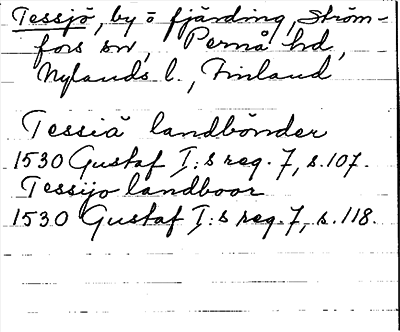 Tessjö, by o fjärding, Ström-
fors sn, Pernå hd,
Nylands l., Finland
Tessiä landbönder
1530 Gustaf I:s reg. 7, s. 107.
Tessijo landboor
1530 Gustaf I:s reg. 7, s. 118.